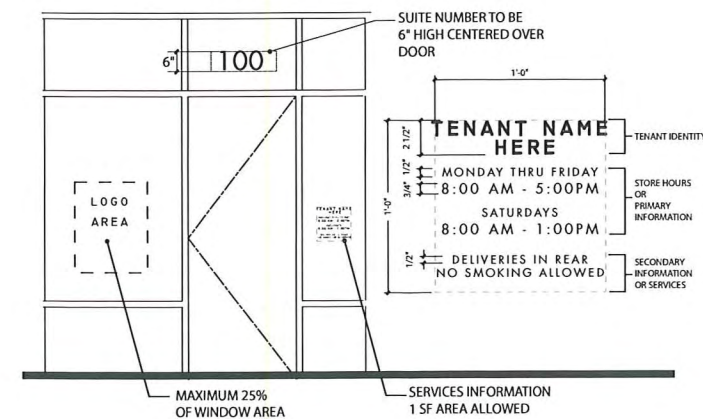 SUITE NUMBER TO BE
6" HIGH CENTERED OVER
DOOR
6"
100
1'-0"
TENANT NAME
HERE
2 1/2"
TENANT IDENTITY
1/2"
MONDAY THRU FRIDAY
3/4"
8:00 AM - 5:00PM
SATURDAYS
8:00 AM - 1:00PM
STORE HOURS
OR
PRIMARY
INFORMATION
1'-0"
1/2"
DELIVERIES IN REAR
NO SMOKING ALLOWED
SECONDARY
INFORMATION
OR SERVICES
LOGO
AREA
TENANT NAME
HERE
MAXIMUM 25%
OF WINDOW AREA
SERVICES INFORMATION
1 SF AREA ALLOWED